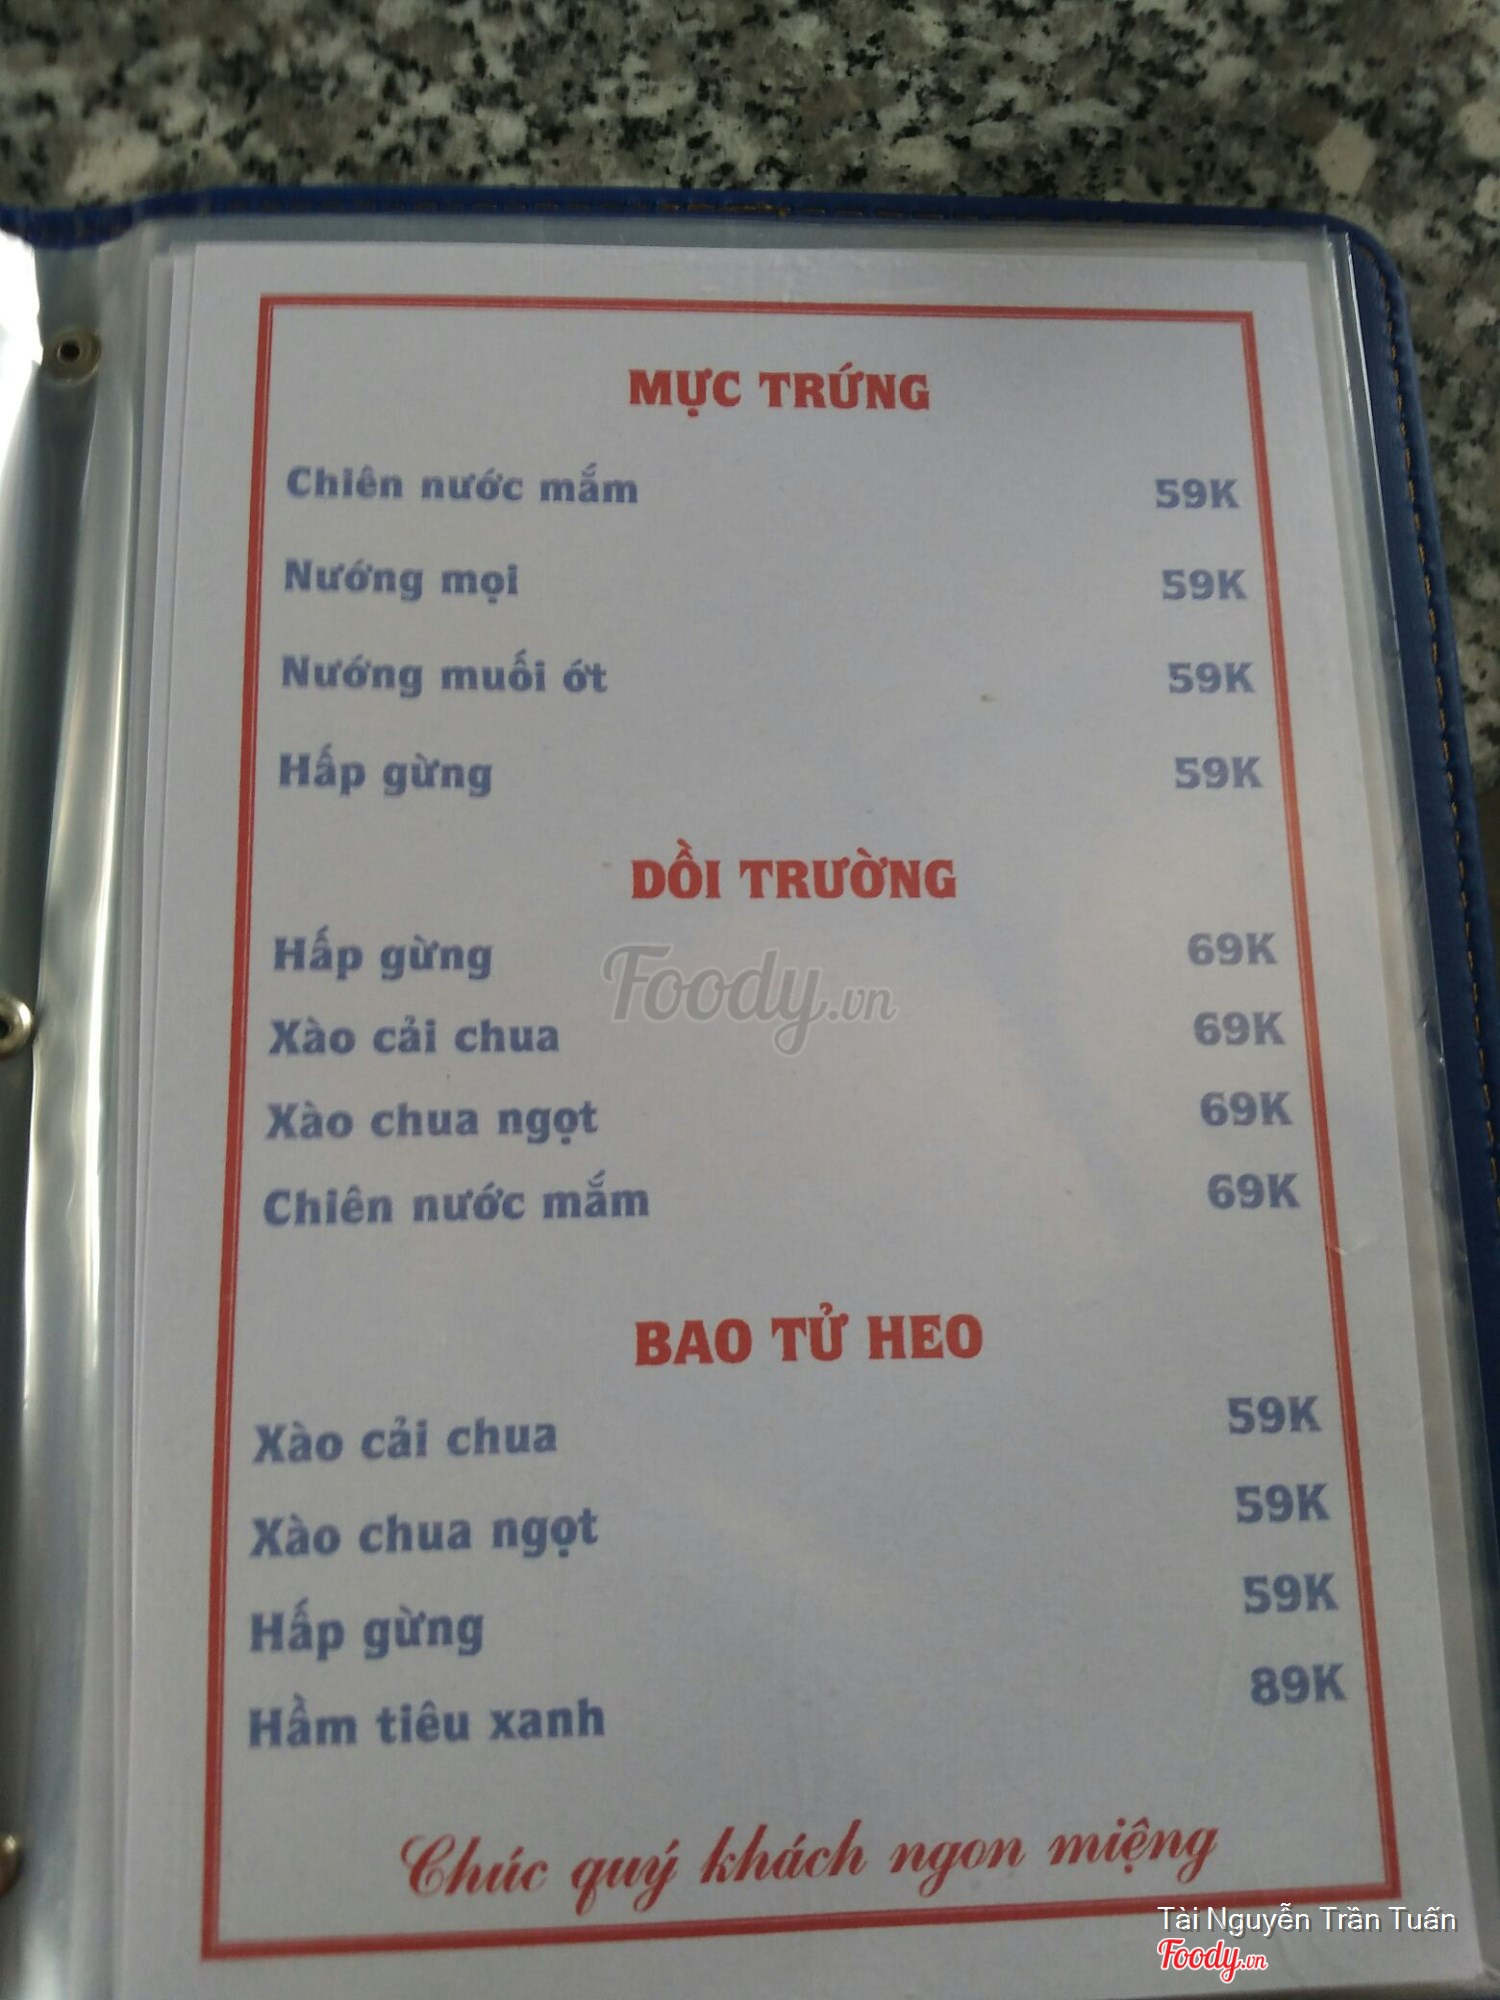 MỰC TRỨNG
Chiên nước mắm 59K
Nướng mọi 59K
Nướng muối ớt 59K
Hấp gừng 59K
DỒI TRƯỜNG
Hấp gừng 69K
Foody.vn
Xào cải chua 69K
Xào chua ngọt 69K
Chiên nước mắm 69K
BAO TỬ HEO
Xào cải chua 59K
Xào chua ngọt 59K
Hấp gừng 59K
Hầm tiêu xanh 89K
Chúc quý khách ngon miệng
Tài Nguyễn Trần Tuấn
Foody.vn